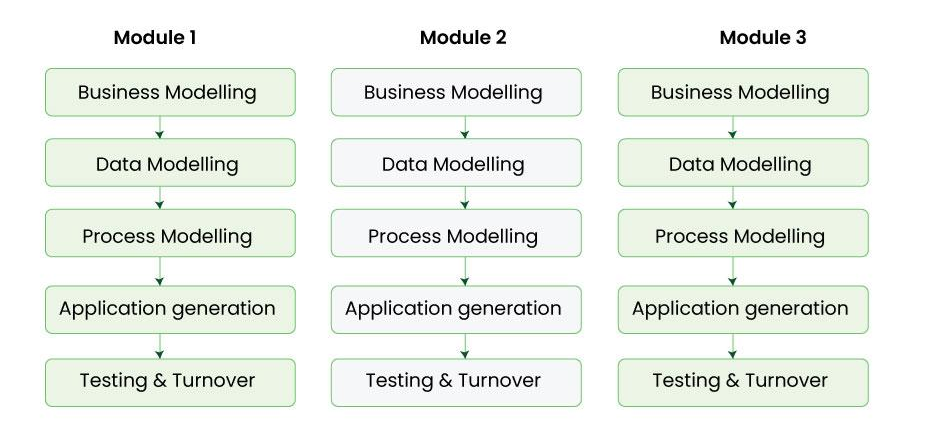 Module 1
Business Modelling
Data Modelling
Process Modelling
Application generation
Testing & Turnover
Module 2
Business Modelling
Data Modelling
Process Modelling
Application generation
Testing & Turnover
Module 3
Business Modelling
Data Modelling
Process Modelling
Application generation
Testing & Turnover